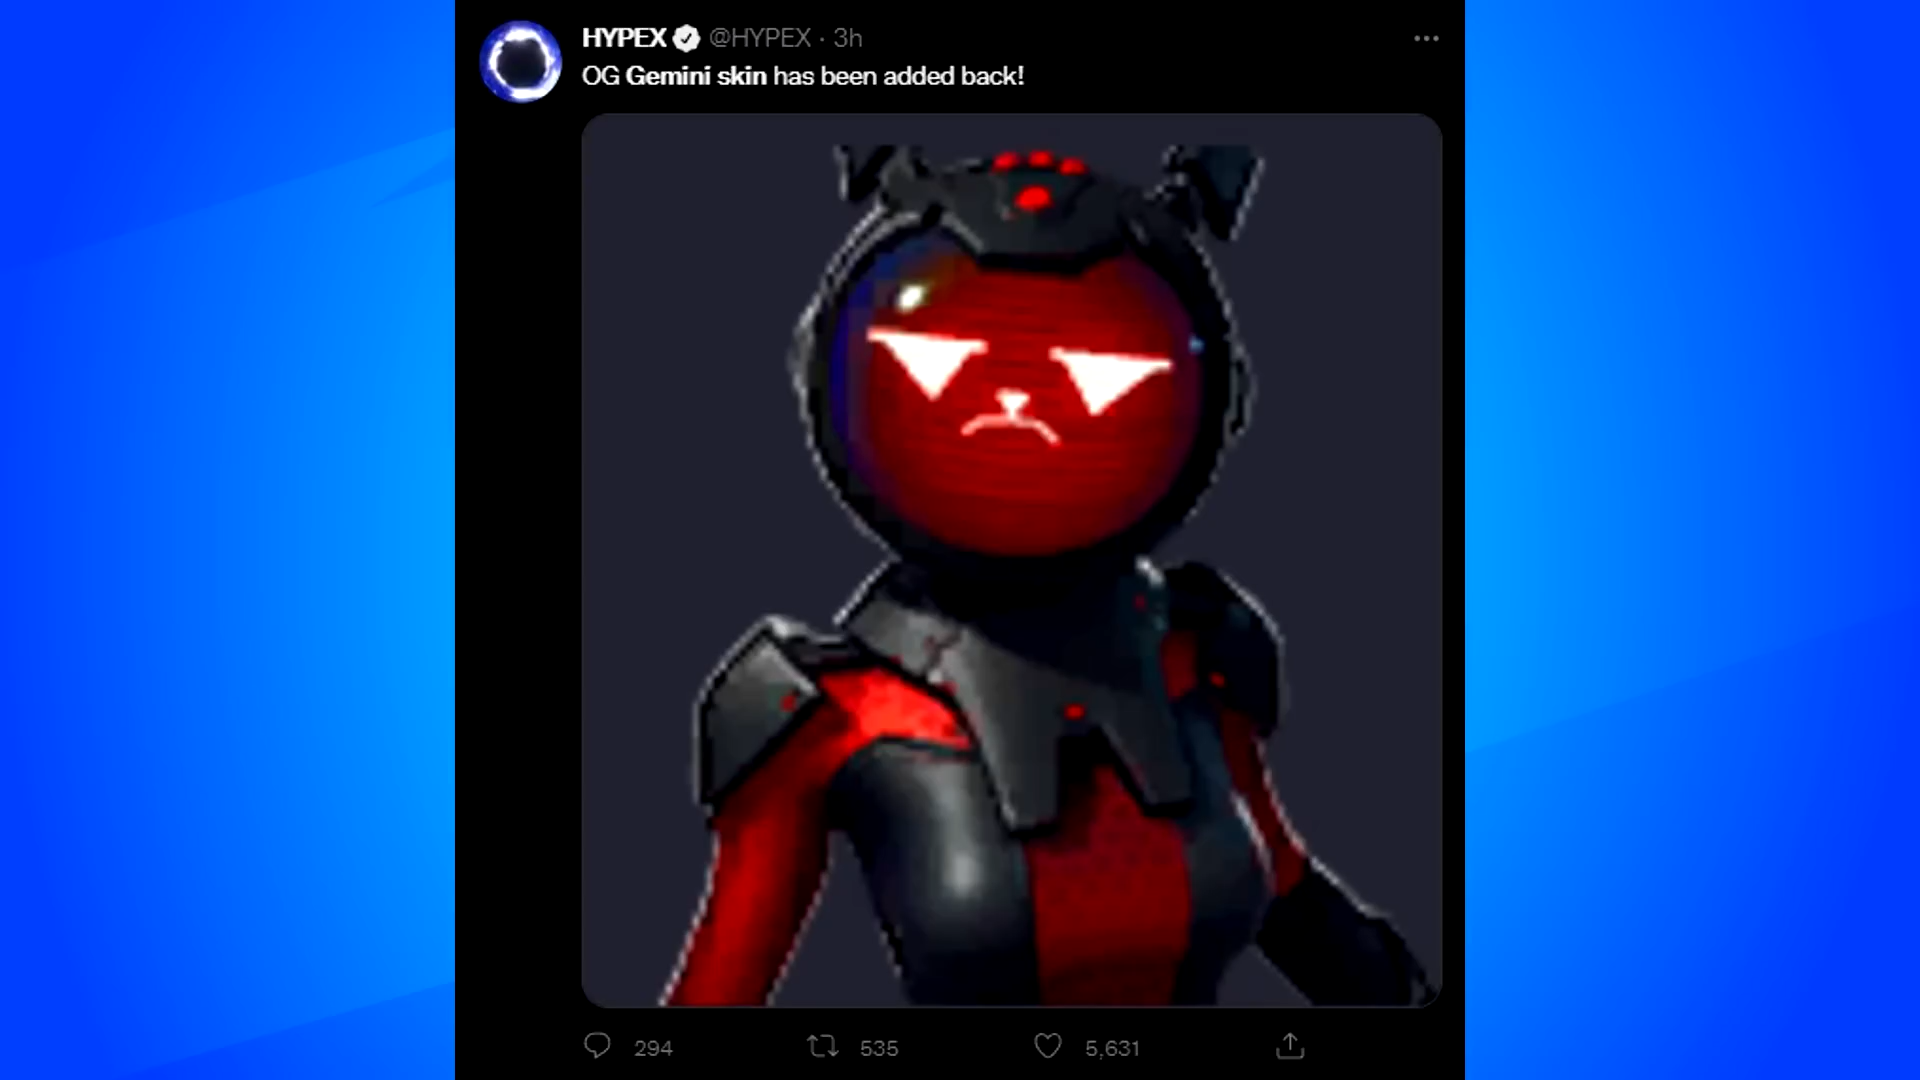 HYPEX @HYPEX · 3h
OG Gemini skin has been added back!
294 535 5,631